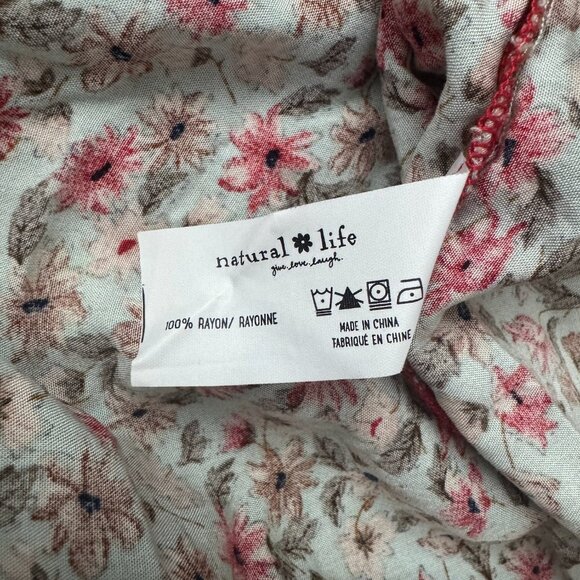 natural life
give. love. laugh.
100% RAYON/ RAYONNE
MADE IN CHINA
FABRIQUÉ EN CHINE